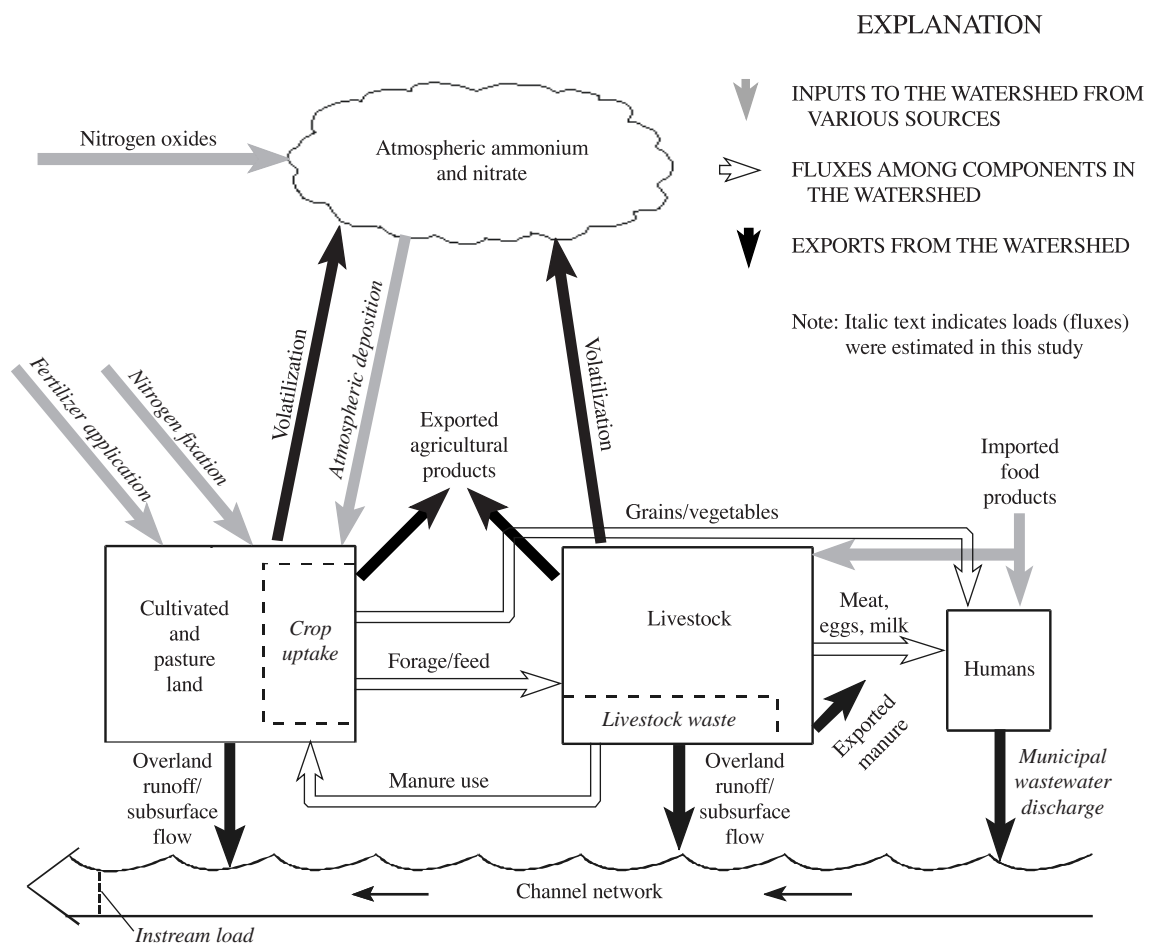 EXPLANATION
INPUTS TO THE WATERSHED FROM
VARIOUS SOURCES
FLUXES AMONG COMPONENTS IN
THE WATERSHED
EXPORTS FROM THE WATERSHED
Note: Italic text indicates loads (fluxes)
were estimated in this study
Nitrogen oxides
Atmospheric ammonium
and nitrate
Fertilizer application
Nitrogen fixation
Volatilization
Atmospheric deposition
Exported
agricultural
products
Volatilization
Imported
food
products
Grains/vegetables
Cultivated
and
pasture
land
Crop
uptake
Forage/feed
Livestock
Livestock waste
Meat,
eggs, milk
Humans
Exported
manure
Manure use
Overland
runoff/
subsurface
flow
Overland
runoff/
subsurface
flow
Municipal
wastewater
discharge
Channel network
Instream load